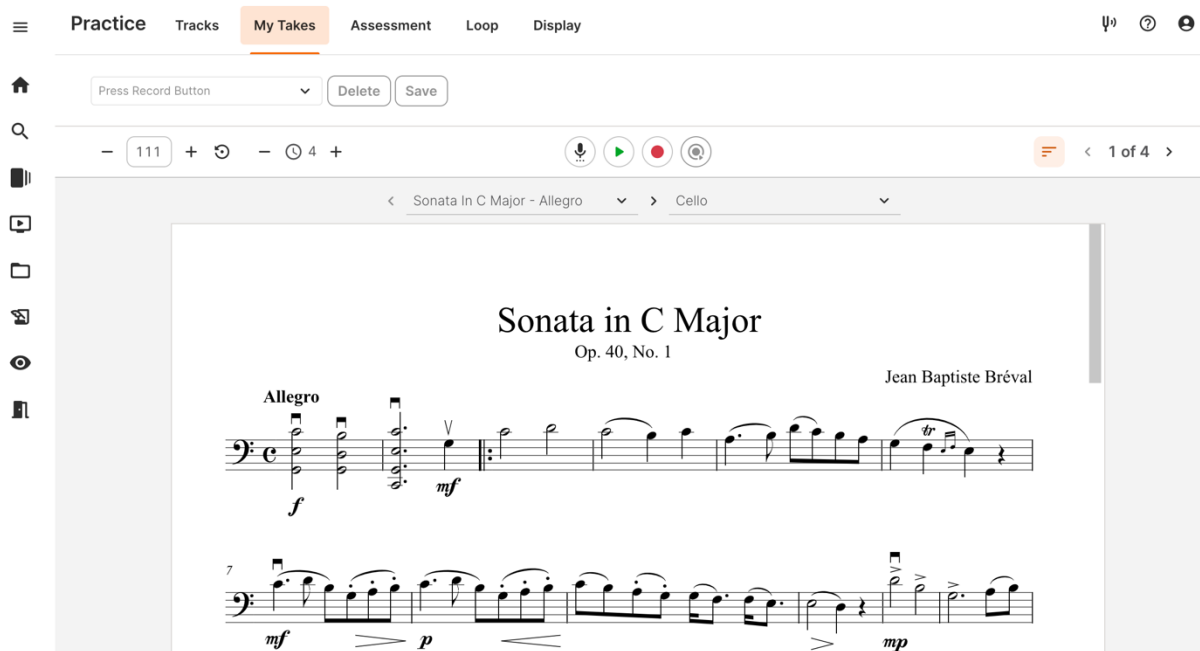 Practice Tracks My Takes Assessment Loop Display
Press Record Button Delete Save
111 4 1 of 4
Sonata In C Major - Allegro Cello
Sonata in C Major
Op. 40, No. 1
Jean Baptiste Bréval
Allegro
tr
mf
f
7
mf p mp